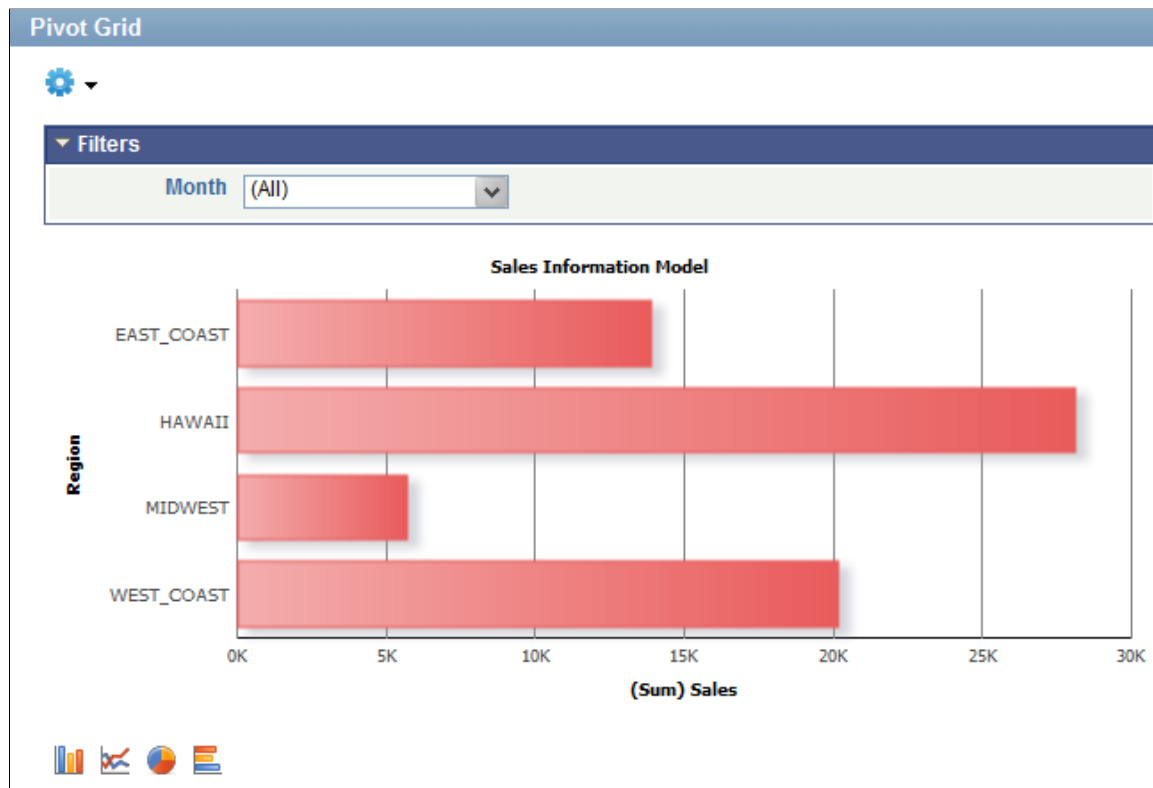 Pivot Grid
Filters
Month (All)
Sales Information Model
Region
EAST_COAST
HAWAII
MIDWEST
WEST_COAST
0K 5K 10K 15K 20K 25K 30K
(Sum) Sales